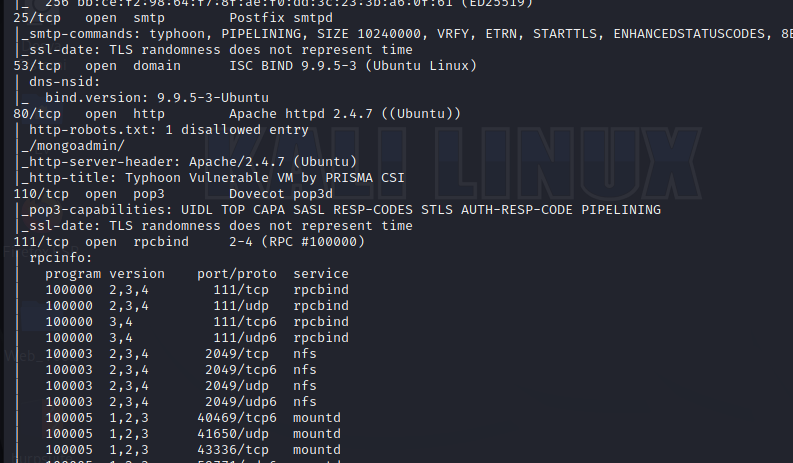 |_  256 bb:ce:f2:98:64:f7:8f:ae:f0:dd:3c:23:3b:a6:0f:61 (ED25519)
25/tcp   open  smtp       Postfix smtpd
|_smtp-commands: typhoon, PIPELINING, SIZE 10240000, VRFY, ETRN, STARTTLS, ENHANCEDSTATUSCODES, 8B
|_ssl-date: TLS randomness does not represent time
53/tcp   open  domain     ISC BIND 9.9.5-3 (Ubuntu Linux)
| dns-nsid:
|_  bind.version: 9.9.5-3-Ubuntu
80/tcp   open  http       Apache httpd 2.4.7 ((Ubuntu))
| http-robots.txt: 1 disallowed entry
|_/mongoadmin/
|_http-server-header: Apache/2.4.7 (Ubuntu)
|_http-title: Typhoon Vulnerable VM by PRISMA CSI
110/tcp  open  pop3       Dovecot pop3d
|_pop3-capabilities: UIDL TOP CAPA SASL RESP-CODES STLS AUTH-RESP-CODE PIPELINING
|_ssl-date: TLS randomness does not represent time
111/tcp  open  rpcbind    2-4 (RPC #100000)
| rpcinfo:
|   program version    port/proto  service
|   100000  2,3,4        111/tcp   rpcbind
|   100000  2,3,4        111/udp   rpcbind
|   100000  3,4          111/tcp6  rpcbind
|   100000  3,4          111/udp6  rpcbind
|   100003  2,3,4       2049/tcp   nfs
|   100003  2,3,4       2049/tcp6  nfs
|   100003  2,3,4       2049/udp   nfs
|   100003  2,3,4       2049/udp6  nfs
|   100005  1,2,3      40469/tcp6  mountd
|   100005  1,2,3      41650/udp   mountd
|   100005  1,2,3      43336/tcp   mountd
|   100005  1,2,3 mountd
KALI LINUX